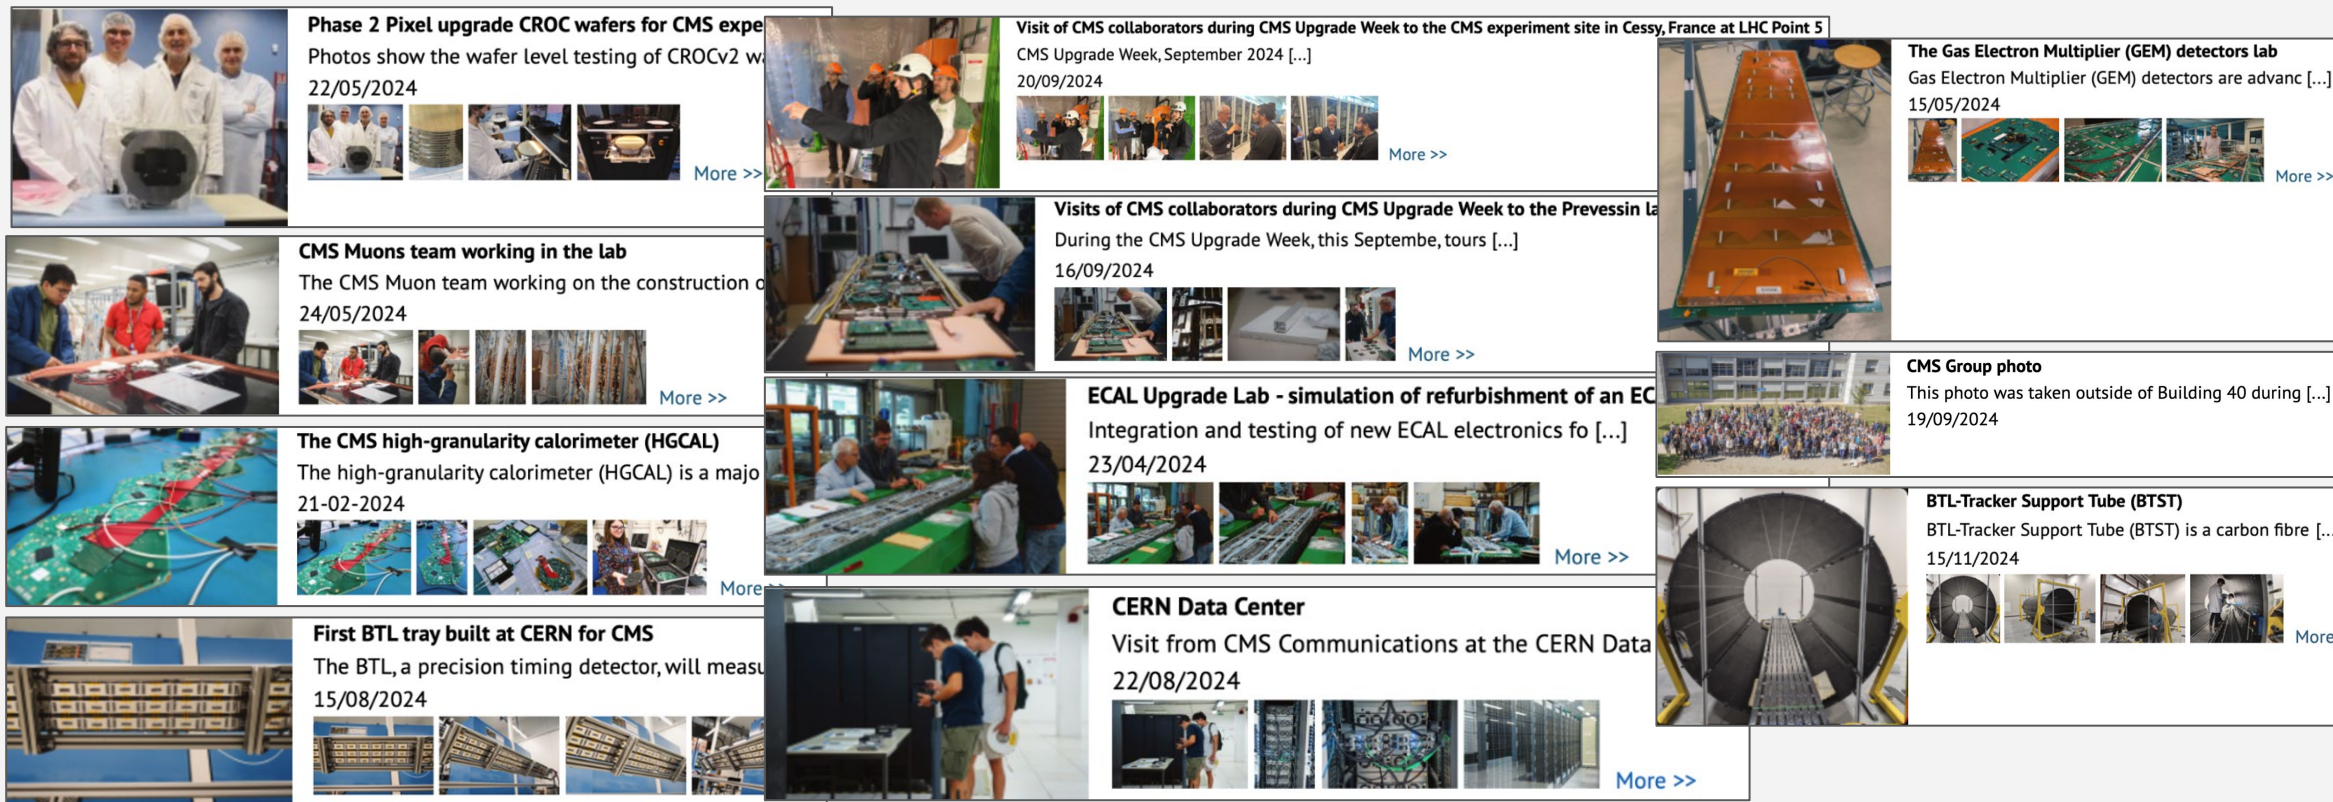 Phase 2 Pixel upgrade CROC wafers for CMS expe
Photos show the wafer level testing of CROCv2 wa
22/05/2024
More >>
CMS Muons team working in the lab
The CMS Muon team working on the construction o
24/05/2024
More >>
The CMS high-granularity calorimeter (HGCAL)
The high-granularity calorimeter (HGCAL) is a majo
21-02-2024
More >>
First BTL tray built at CERN for CMS
The BTL, a precision timing detector, will measu
15/08/2024
Visit of CMS collaborators during CMS Upgrade Week to the CMS experiment site in Cessy, France at LHC Point 5
CMS Upgrade Week, September 2024 [...]
20/09/2024
More >>
Visits of CMS collaborators during CMS Upgrade Week to the Prevessin la
During the CMS Upgrade Week, this Septembe, tours [...]
16/09/2024
More >>
ECAL Upgrade Lab - simulation of refurbishment of an EC
Integration and testing of new ECAL electronics fo [...]
23/04/2024
More >>
CERN Data Center
Visit from CMS Communications at the CERN Data
22/08/2024
More >>
The Gas Electron Multiplier (GEM) detectors lab
Gas Electron Multiplier (GEM) detectors are advanc [...]
15/05/2024
More >>
CMS Group photo
This photo was taken outside of Building 40 during [...]
19/09/2024
BTL-Tracker Support Tube (BTST)
BTL-Tracker Support Tube (BTST) is a carbon fibre [...
15/11/2024
More